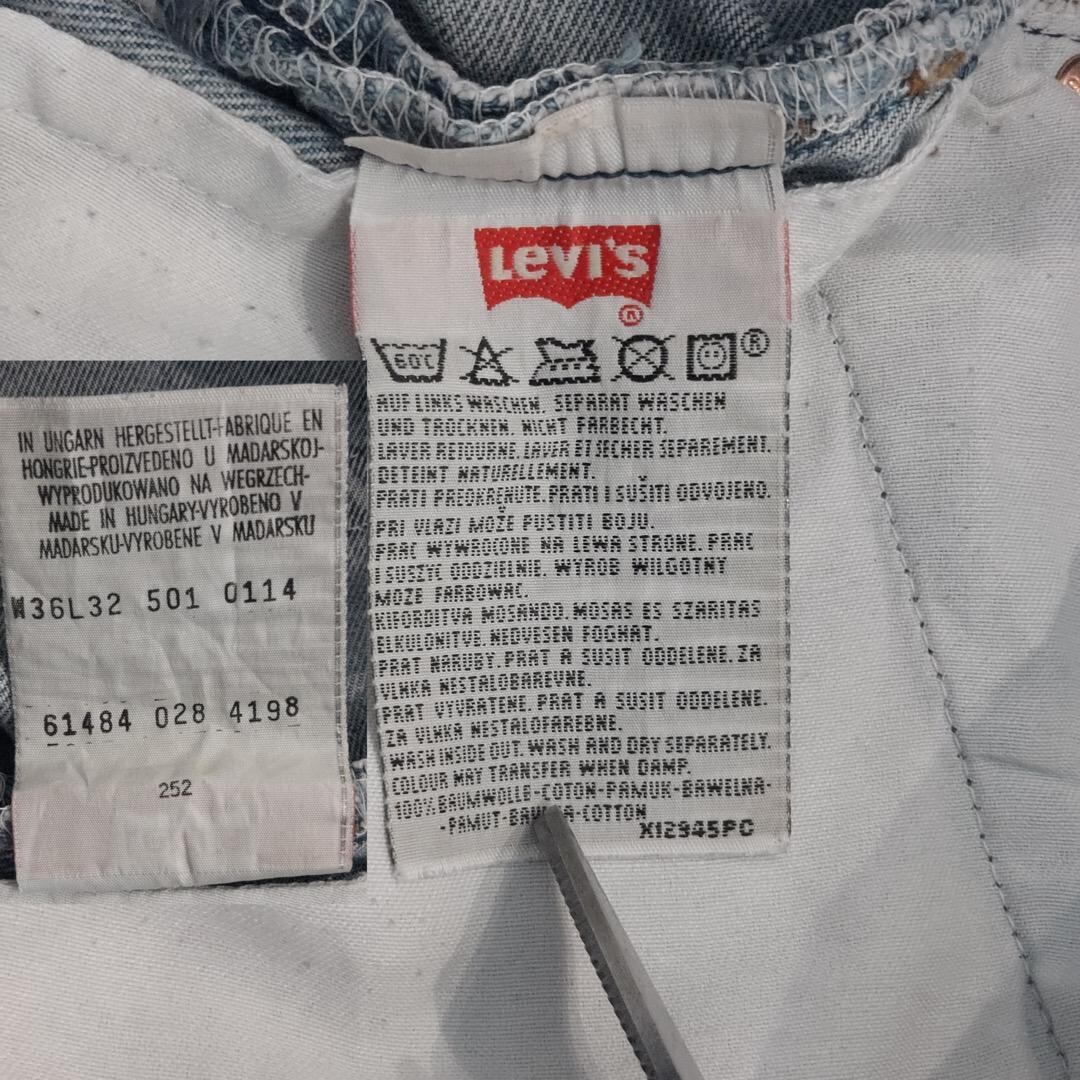 LEVI'S
®
60C ®
AUF LINKS WASCHEN, SEPARAT WASCHEN
UND TROCKNEN. NICHT FARBECHT.
LAVER RETOURNE, LAVER ET SECHER SEPAREMENT.
DETEINT NATURELLEMENT.
PRATI PREOKRENUTE. PRATI I SUŠITI ODVOJENO.
PRI VLAZI MOŽE PUSTITI BOJU.
PRAC WYWROCONE NA LEWA STRONE. PRAC
I SUSZYC ODDZIELNIE. WYROB WILGOTNY
MOZE FARBOWAC.
KIFORDITVA MOSANDO. MOSAS ES SZARITAS
ELKULONITVE. NEDVESEN FOGHAT.
PRAT NARUBY. PRAT A SUSIT ODDELENE. ZA
VLHKA NESTALOBAREVNE.
PRAT VYVRATENE. PRAT A SUSIT ODDELENE.
ZA VLHKA NESTALOFAREBNE.
WASH INSIDE OUT. WASH AND DRY SEPARATELY.
COLOUR MAY TRANSFER WHEN DAMP.
100% BAUMWOLLE-COTON-PAMUK-BAWELNA-
-PAMUT-BAVLNA-COTTON
X12945PC
IN UNGARN HERGESTELLT-FABRIQUE EN
HONGRIE-PROIZVEDENO U MADARSKOJ-
WYPRODUKOWANO NA WEGRZECH-
MADE IN HUNGARY-VYROBENO V
MADARSKU-VYROBENE V MADARSKU
W36L32 501 0114
61484 028 4198
252